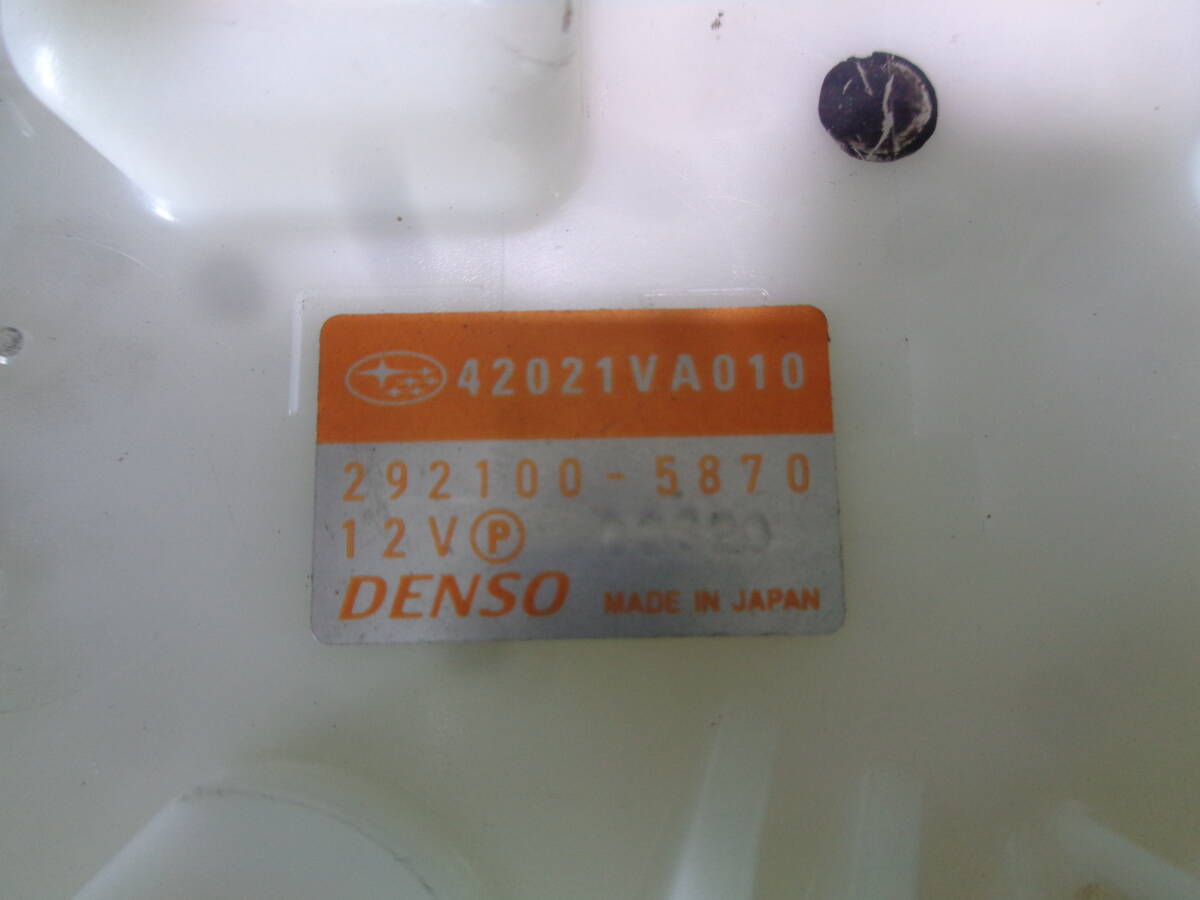 42021VA010
292100-5870
12V P
DENSO MADE IN JAPAN